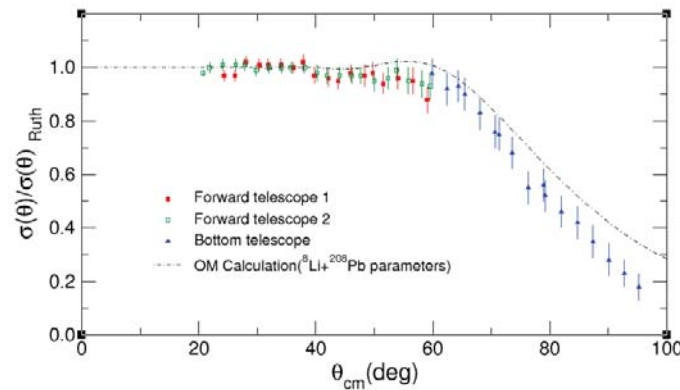 1.0
0.8
0.6
0.4
0.2
0.0
σ(θ)/σ(θ) Ruth
Forward telescope 1
Forward telescope 2
Bottom telescope
OM Calculation(⁸Li+²⁰⁸Pb parameters)
0 20 40 60 80 100
θcm(deg)